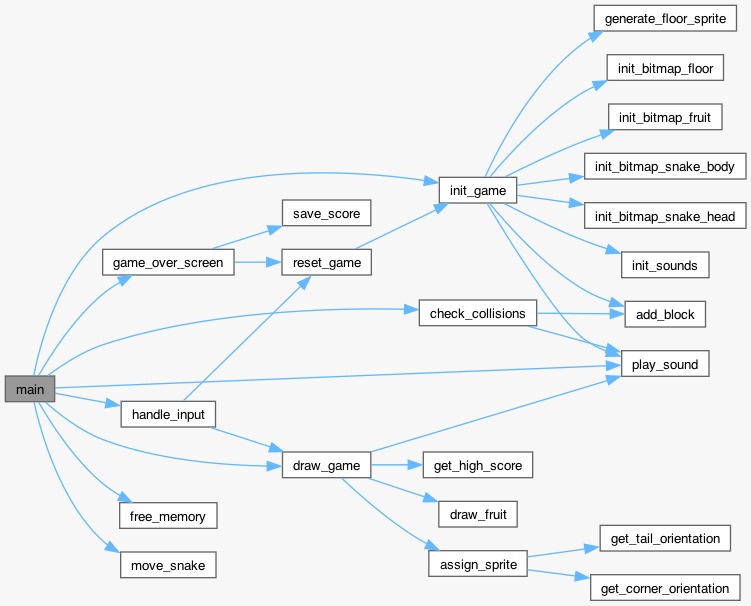 generate_floor_sprite
init_bitmap_floor
init_bitmap_fruit
init_bitmap_snake_body
init_game
save_score
init_bitmap_snake_head
game_over_screen
reset_game
init_sounds
check_collisions
add_block
play_sound
main
handle_input
draw_game
get_high_score
free_memory
draw_fruit
get_tail_orientation
move_snake
assign_sprite
get_corner_orientation